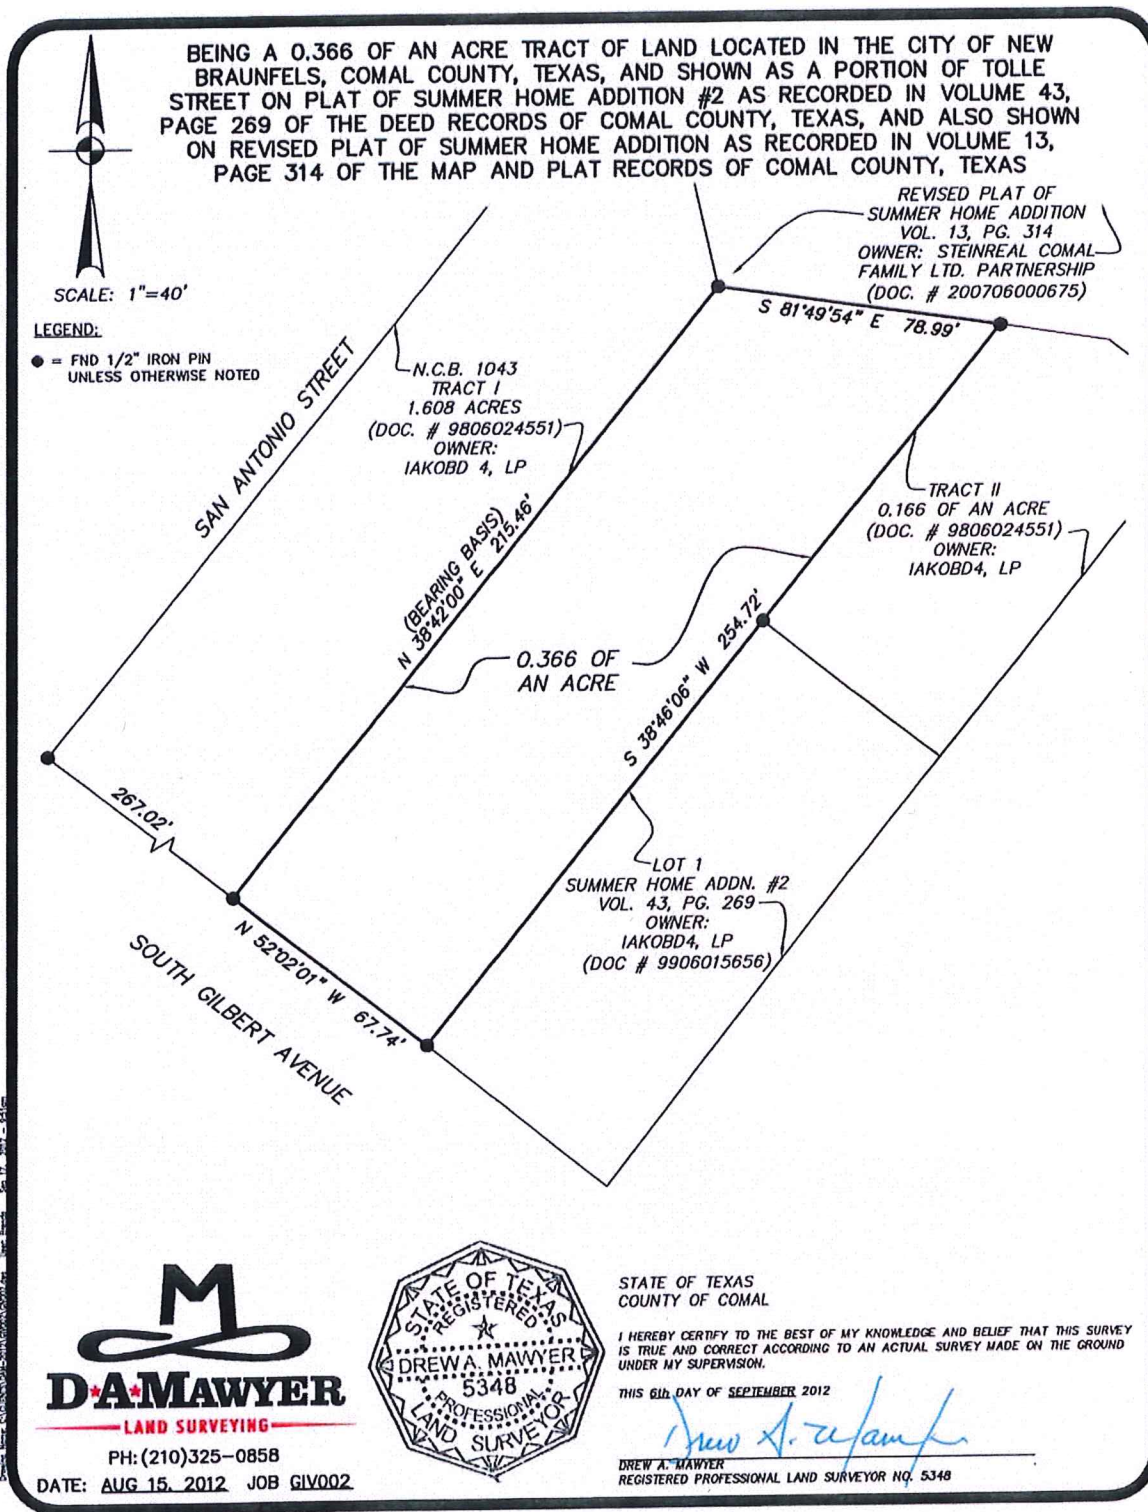 BEING A 0.366 OF AN ACRE TRACT OF LAND LOCATED IN THE CITY OF NEW
BRAUNFELS, COMAL COUNTY, TEXAS, AND SHOWN AS A PORTION OF TOLLE
STREET ON PLAT OF SUMMER HOME ADDITION #2 AS RECORDED IN VOLUME 43,
PAGE 269 OF THE DEED RECORDS OF COMAL COUNTY, TEXAS, AND ALSO SHOWN
ON REVISED PLAT OF SUMMER HOME ADDITION AS RECORDED IN VOLUME 13,
PAGE 314 OF THE MAP AND PLAT RECORDS OF COMAL COUNTY, TEXAS
REVISED PLAT OF
SUMMER HOME ADDITION
VOL. 13, PG. 314
OWNER: STEINREAL COMAL
FAMILY LTD. PARTNERSHIP
(DOC. # 200706000675)
SCALE: 1"=40'
LEGEND:
● = FND 1/2" IRON PIN
UNLESS OTHERWISE NOTED
S 81°49'54" E 78.99'
SAN ANTONIO STREET
N.C.B. 1043
TRACT I
1.608 ACRES
(DOC. # 9806024551)
OWNER:
IAKOBD 4, LP
TRACT II
0.166 OF AN ACRE
(DOC. # 9806024551)
OWNER:
IAKOBD4, LP
(BEARING BASIS)
N 38°42'00" E 215.46'
0.366 OF
AN ACRE
S 38°46'06" W 254.72'
267.02'
LOT 1
SUMMER HOME ADDN. #2
VOL. 43, PG. 269
OWNER:
IAKOBD4, LP
(DOC # 9906015656)
N 52°02'01" W 67.74'
SOUTH GILBERT AVENUE
M
D★A★MAWYER
LAND SURVEYING
PH:(210)325-0858
DATE: AUG 15, 2012 JOB GIV002
STATE OF TEXAS
REGISTERED
DREW A. MAWYER
5348
PROFESSIONAL
LAND SURVEYOR
STATE OF TEXAS
COUNTY OF COMAL
I HEREBY CERTIFY TO THE BEST OF MY KNOWLEDGE AND BELIEF THAT THIS SURVEY
IS TRUE AND CORRECT ACCORDING TO AN ACTUAL SURVEY MADE ON THE GROUND
UNDER MY SUPERVISION.
THIS 6th DAY OF SEPTEMBER 2012
Drew A. Mawyer
DREW A. MAWYER
REGISTERED PROFESSIONAL LAND SURVEYOR NO. 5348